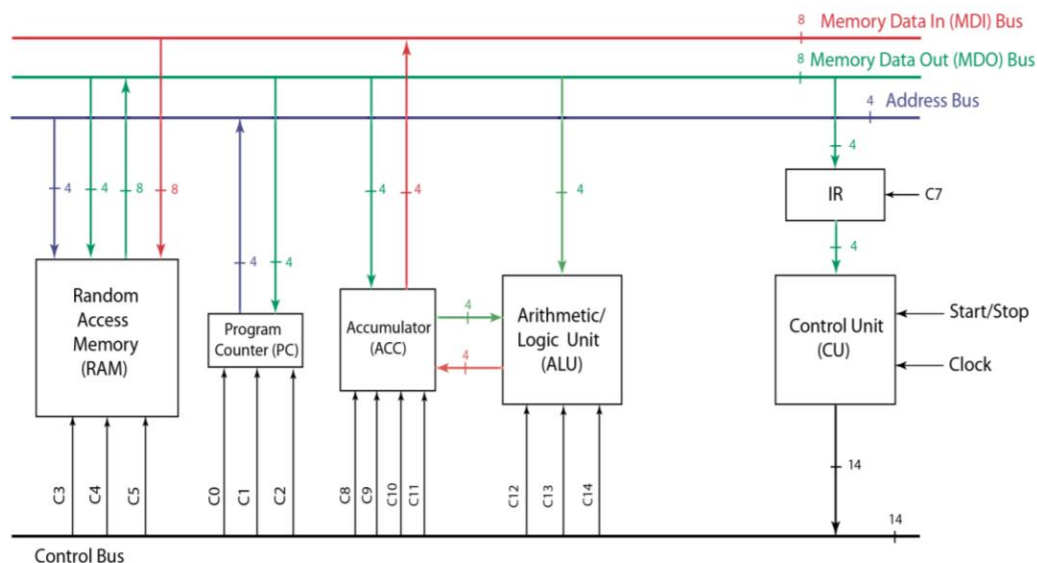 8 Memory Data In (MDI) Bus
8 Memory Data Out (MDO) Bus
4 Address Bus
4
4
4
8
8
4
4
4
4
4
IR
C7
4
Random
Access
Memory
(RAM)
Program
Counter (PC)
Accumulator
(ACC)
4
4
Arithmetic/
Logic Unit
(ALU)
Control Unit
(CU)
Start/Stop
Clock
C3
C4
C5
C0
C1
C2
C8
C9
C10
C11
C12
C13
C14
14
14
Control Bus